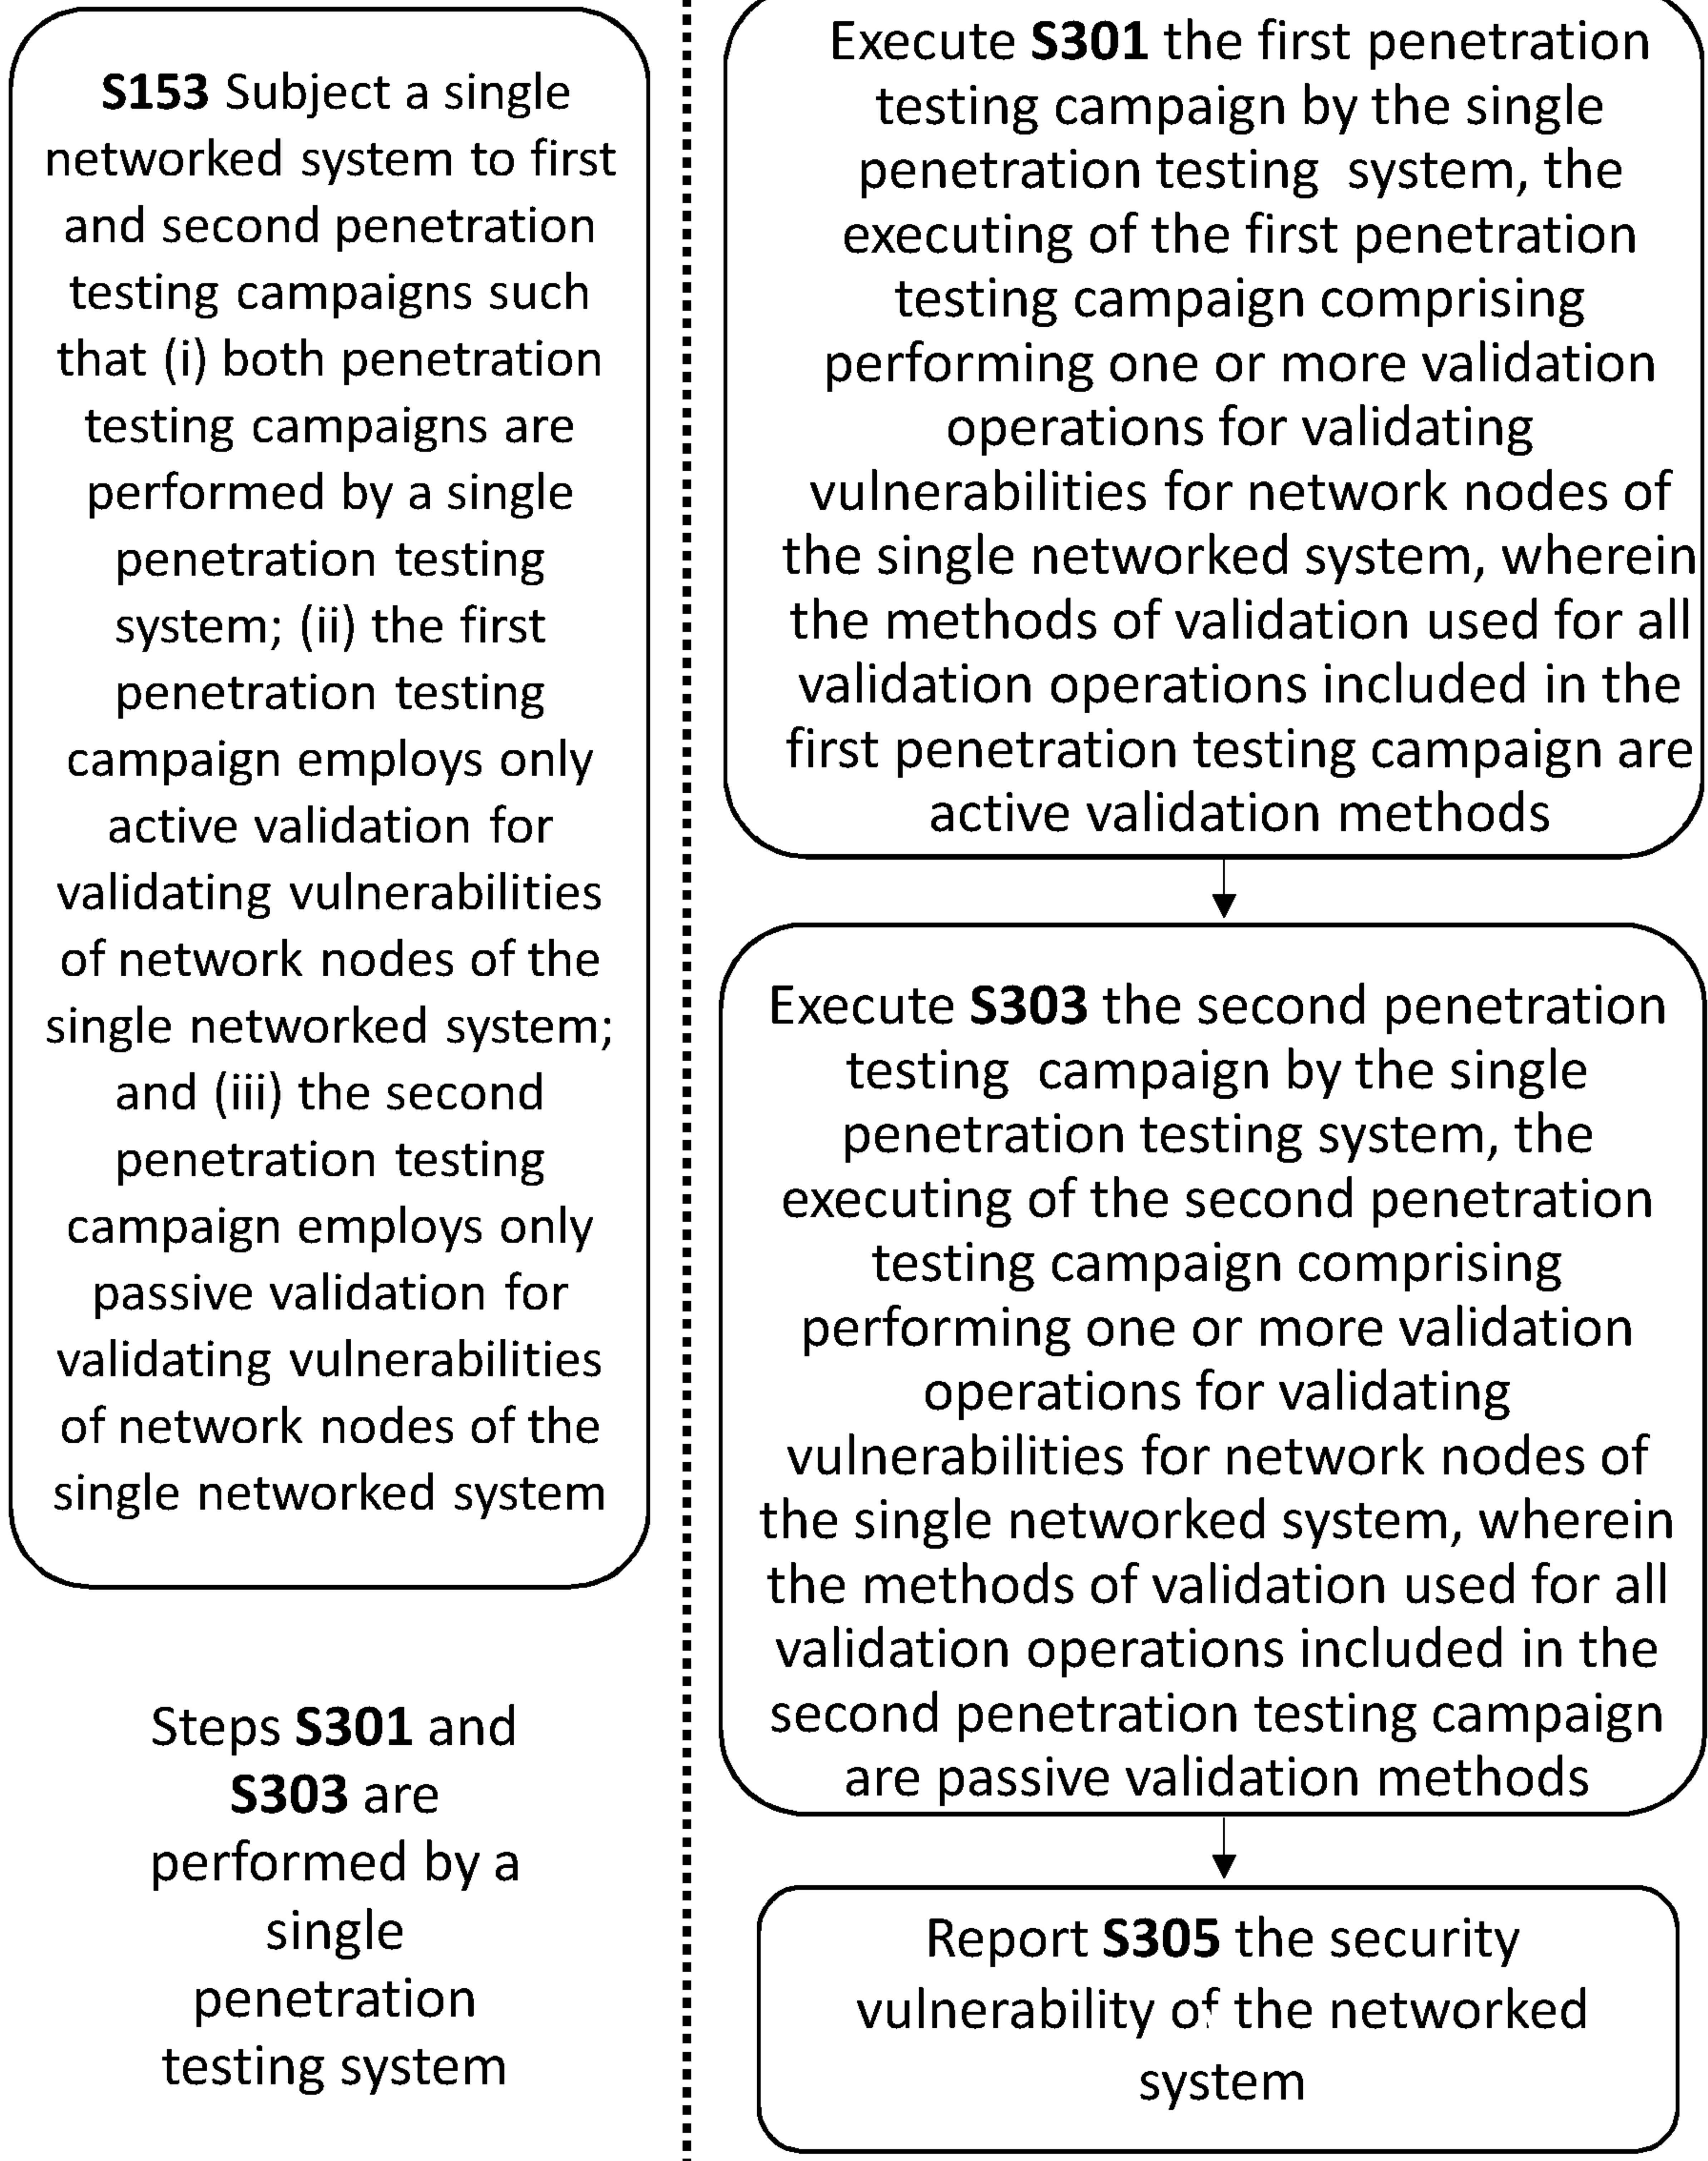 S153 Subject a single
networked system to first
and second penetration
testing campaigns such
that (i) both penetration
testing campaigns are
performed by a single
penetration testing
system; (ii) the first
penetration testing
campaign employs only
active validation for
validating vulnerabilities
of network nodes of the
single networked system;
and (iii) the second
penetration testing
campaign employs only
passive validation for
validating vulnerabilities
of network nodes of the
single networked system
Steps S301 and
S303 are
performed by a
single
penetration
testing system
Execute S301 the first penetration
testing campaign by the single
penetration testing system, the
executing of the first penetration
testing campaign comprising
performing one or more validation
operations for validating
vulnerabilities for network nodes of
the single networked system, wherein
the methods of validation used for all
validation operations included in the
first penetration testing campaign are
active validation methods
Execute S303 the second penetration
testing campaign by the single
penetration testing system, the
executing of the second penetration
testing campaign comprising
performing one or more validation
operations for validating
vulnerabilities for network nodes of
the single networked system, wherein
the methods of validation used for all
validation operations included in the
second penetration testing campaign
are passive validation methods
Report S305 the security
vulnerability of the networked
system